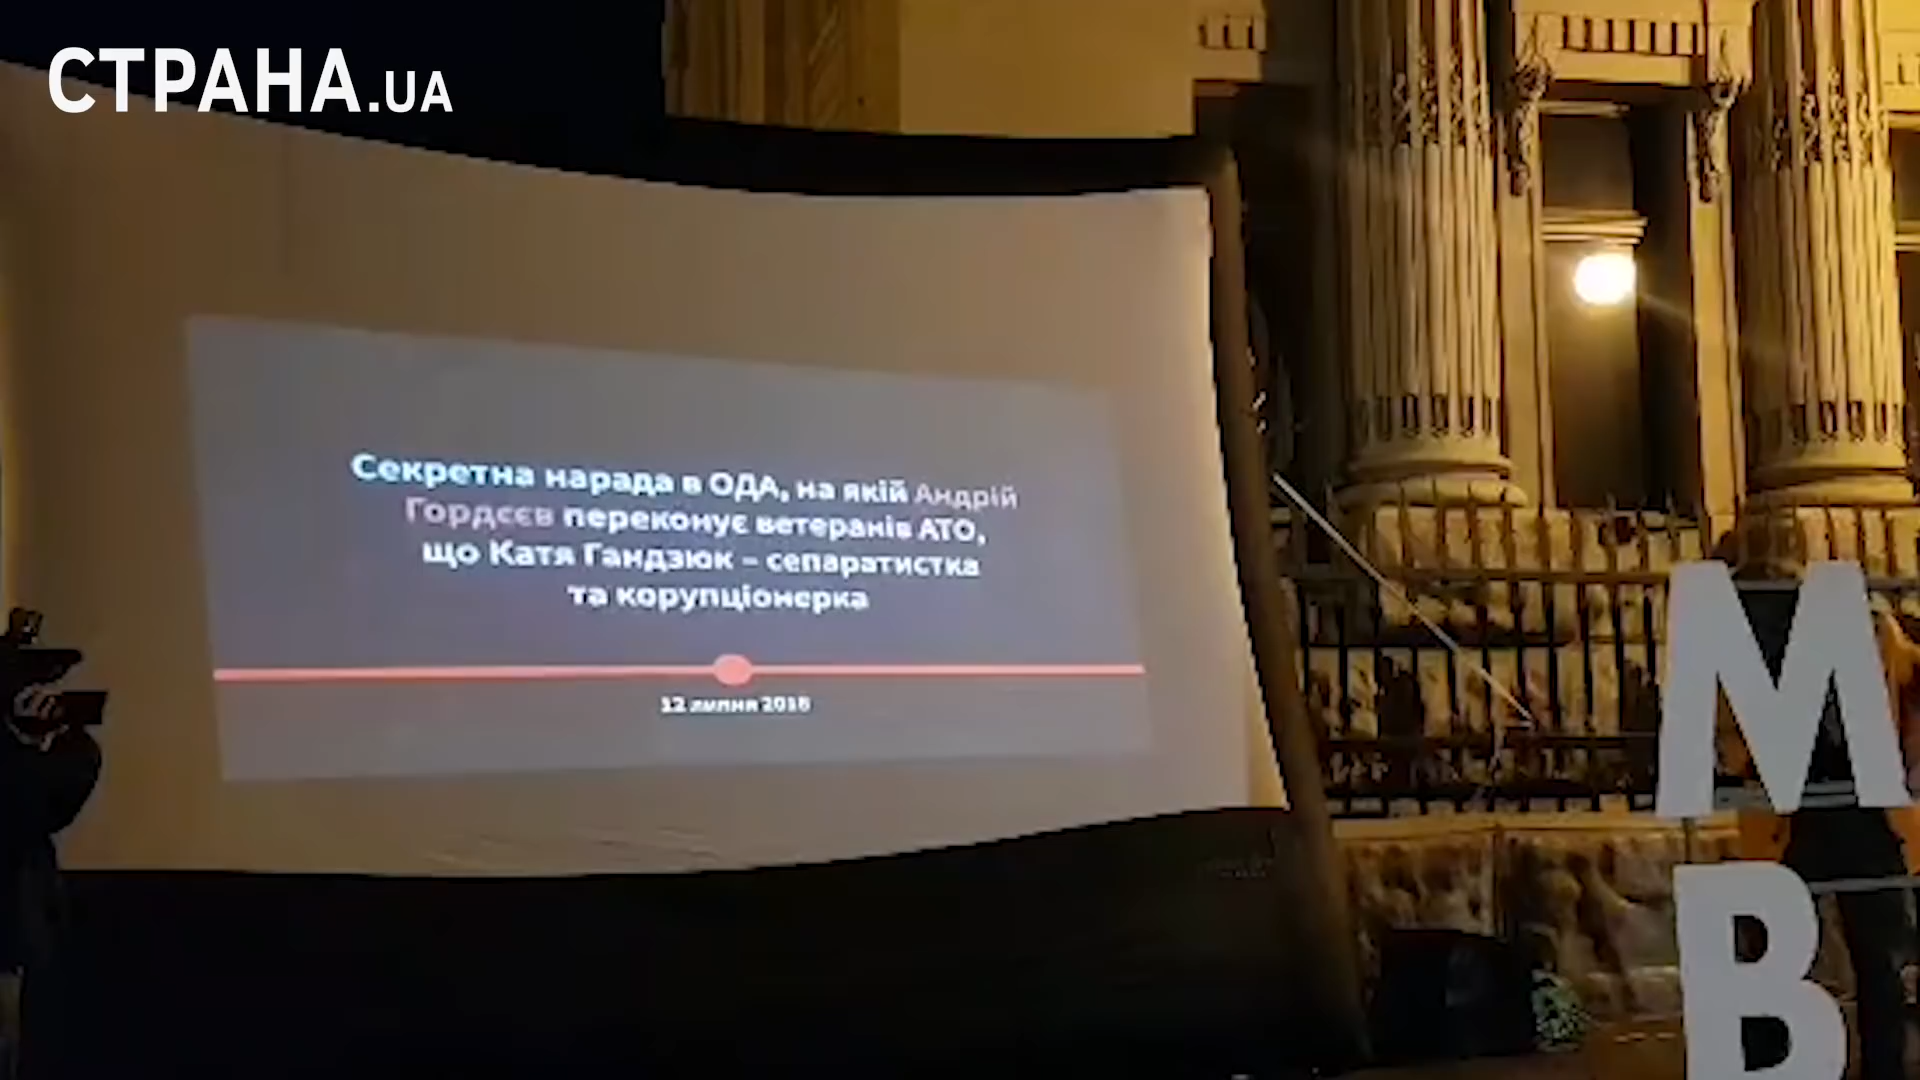 СТРАНА.UA
Секретна нарада в ОДА, на якій Андрій
Гордєєв переконує ветеранів АТО,
що Катя Гандзюк – сепаратистка
та корупціонерка
12 липня 2018
М
В